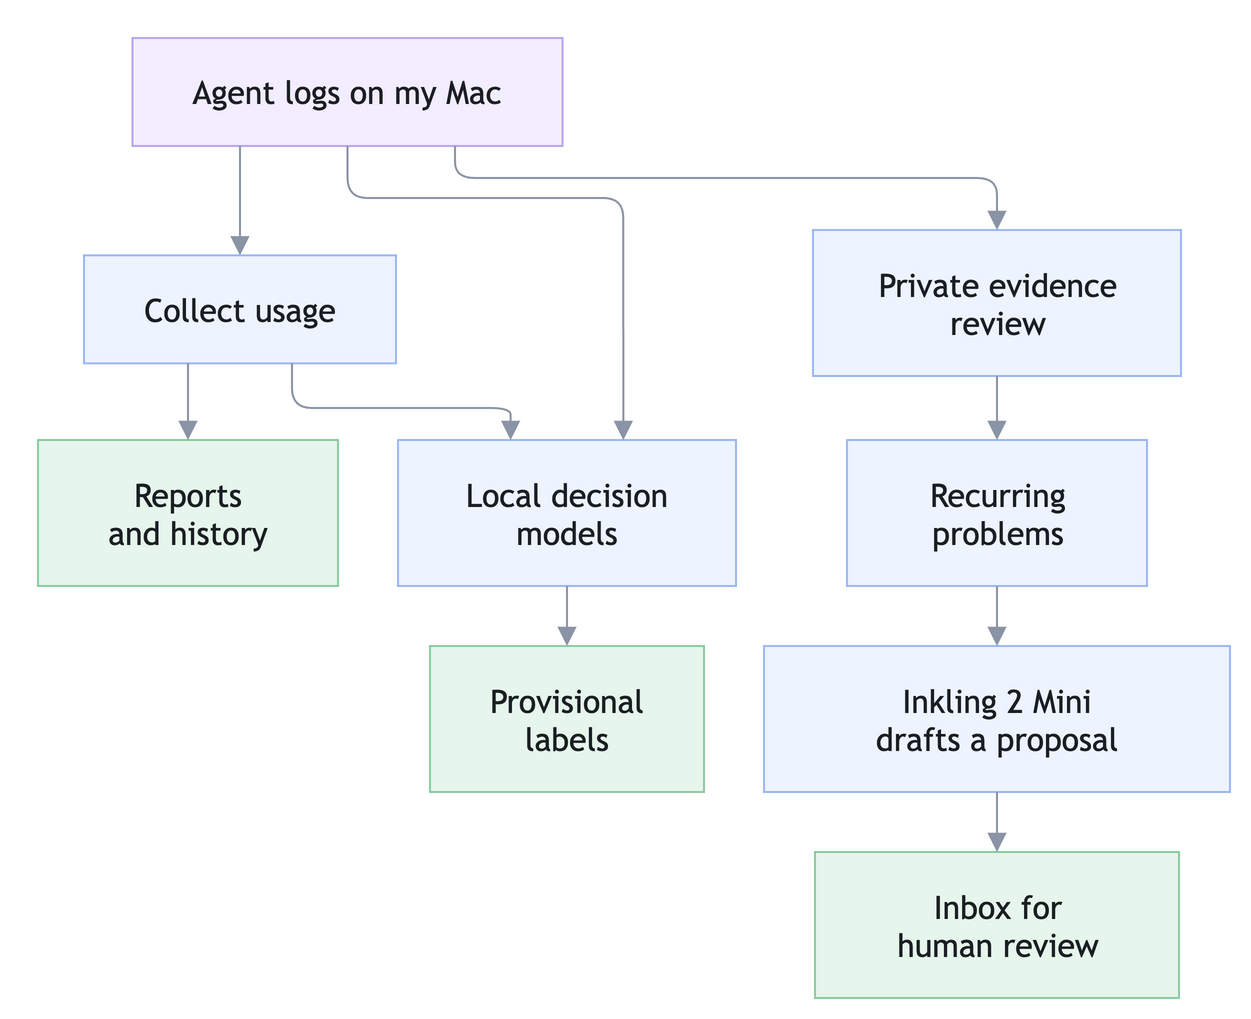 Agent logs on my Mac
Collect usage
Private evidence
review
Reports
and history
Local decision
models
Recurring
problems
Provisional
labels
Inkling 2 Mini
drafts a proposal
Inbox for
human review